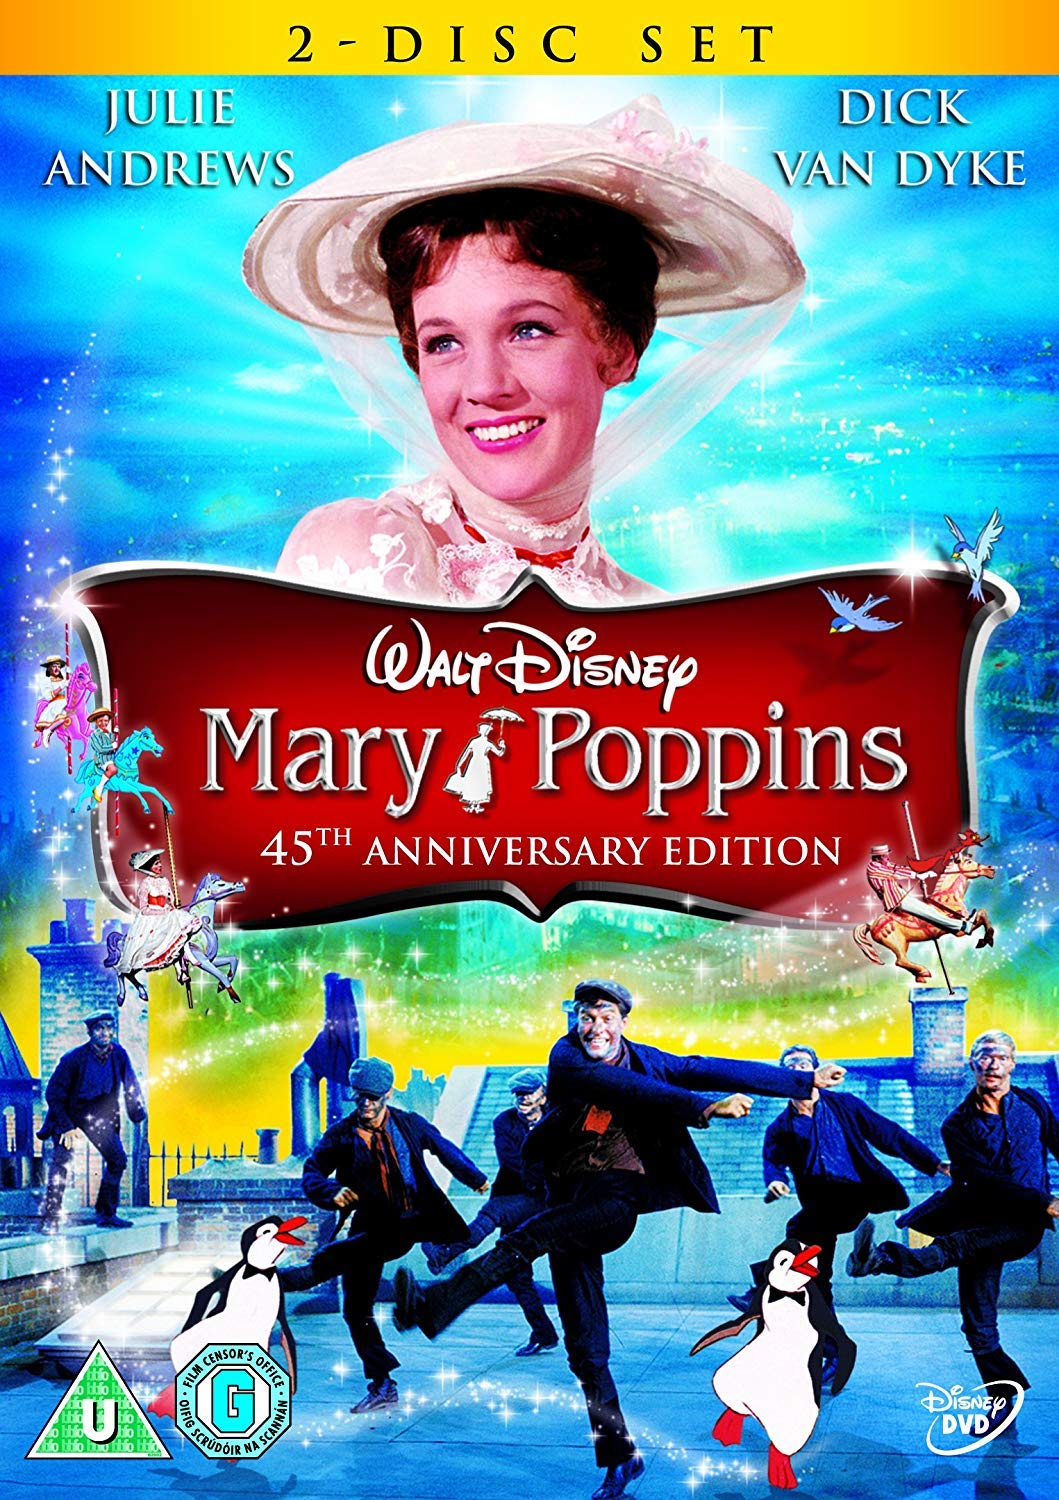 2-DISC SET
JULIE
ANDREWS
DICK
VAN DYKE
WALT DISNEY
Mary Poppins
45TH ANNIVERSARY EDITION
U
FILM CENSOR'S OFFICE
G
OIFIG SCRÚDÓIR NA SCANNÁN
DISNEY
DVD